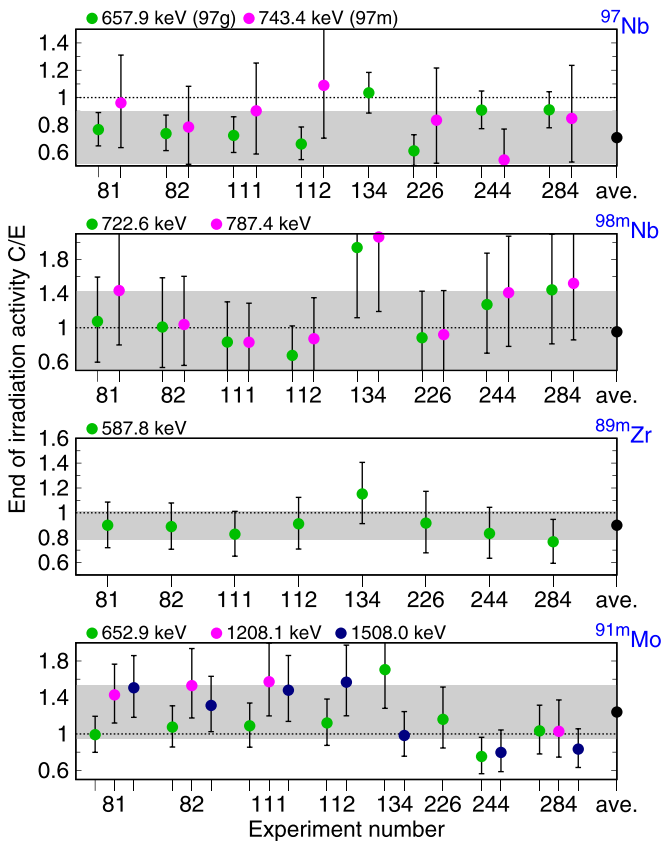 657.9 keV (97g) 743.4 keV (97m) 97Nb
1.4
1.2
1
0.8
0.6
81 82 111 112 134 226 244 284 ave.
722.6 keV 787.4 keV 98mNb
1.8
1.4
1
0.6
81 82 111 112 134 226 244 284 ave.
587.8 keV 89mZr
1.6
1.4
1.2
1
0.8
0.6
81 82 111 112 134 226 244 284 ave.
652.9 keV 1208.1 keV 1508.0 keV 91mMo
1.8
1.4
1
0.6
81 82 111 112 134 226 244 284 ave.
Experiment number
End of irradiation activity C/E